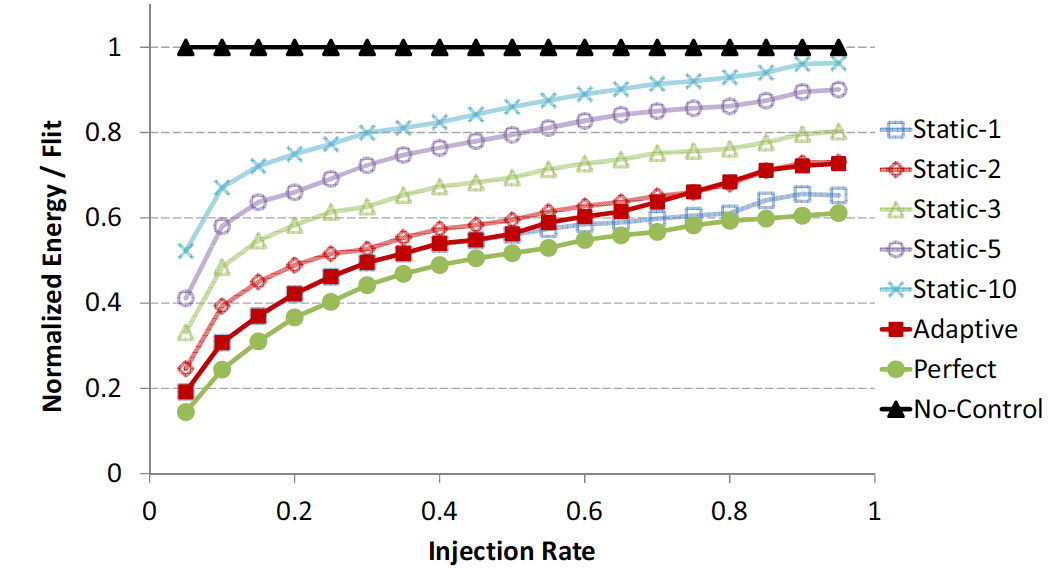 Normalized Energy / Flit
1
0.8
0.6
0.4
0.2
0
0
0.2
0.4
0.6
0.8
1
Injection Rate
Static-1
Static-2
Static-3
Static-5
Static-10
Adaptive
Perfect
No-Control